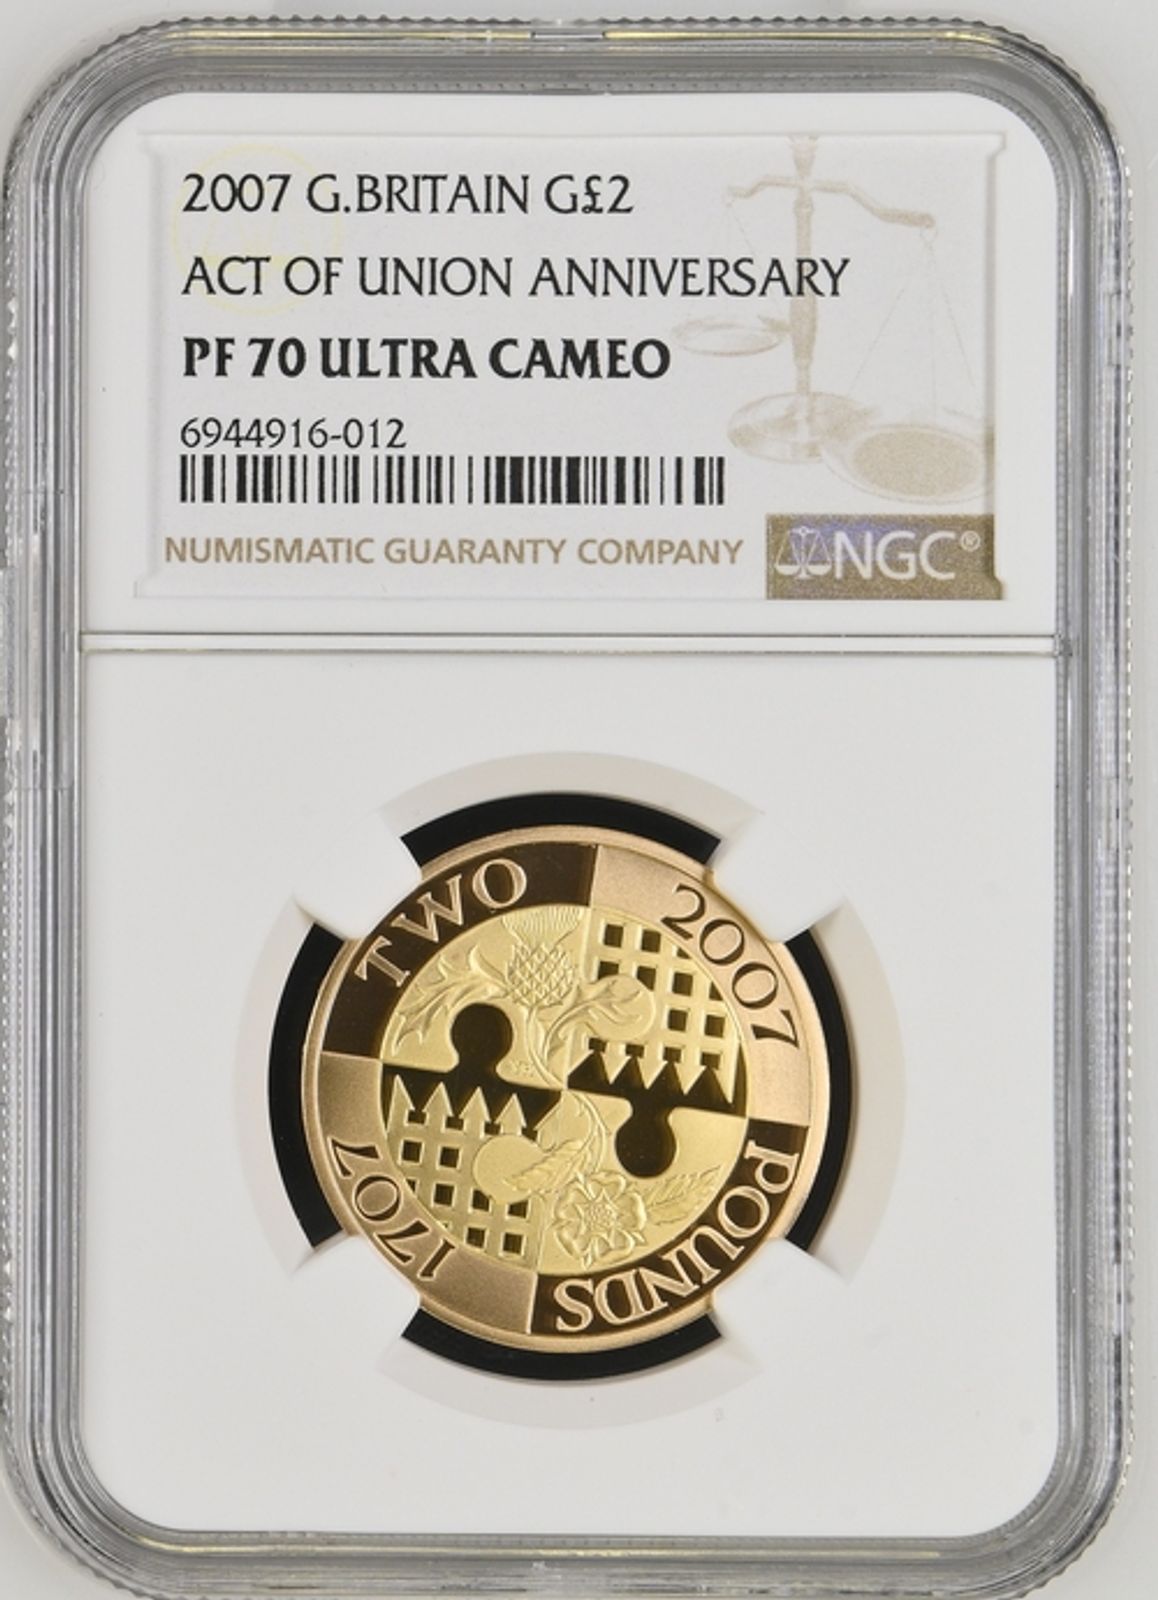 2007 G.BRITAIN G£2
ACT OF UNION ANNIVERSARY
PF 70 ULTRA CAMEO
6944916-012
NUMISMATIC GUARANTY COMPANY
NGC®
TWO
2007
POUNDS
1707